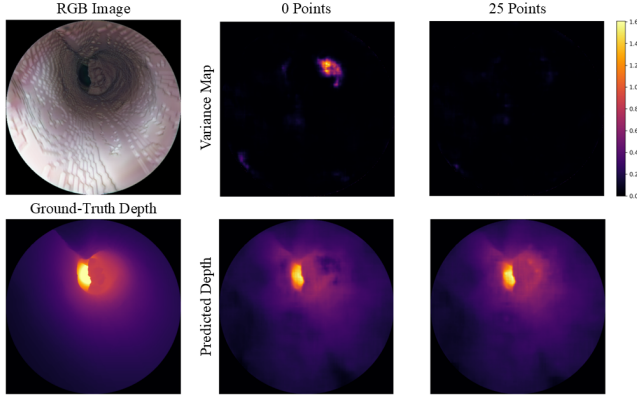 RGB Image
0 Points
25 Points
Variance Map
1.6
1.4
1.2
1.0
0.8
0.6
0.4
0.2
0.0
Ground-Truth Depth
Predicted Depth